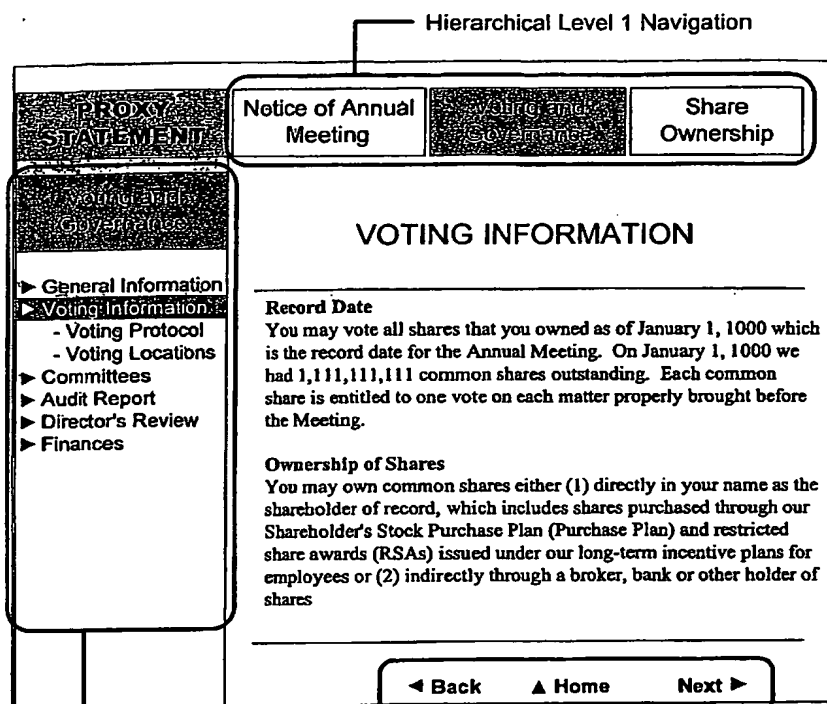 Hierarchical Level 1 Navigation
PROXY STATEMENT
Notice of Annual Meeting
Voting and Governance
Share Ownership
Voting and Governance
► General Information
► Voting Information
- Voting Protocol
- Voting Locations
► Committees
► Audit Report
► Director's Review
► Finances
VOTING INFORMATION
Record Date
You may vote all shares that you owned as of January 1, 1000 which
is the record date for the Annual Meeting. On January 1, 1000 we
had 1,111,111,111 common shares outstanding. Each common
share is entitled to one vote on each matter properly brought before
the Meeting.
Ownership of Shares
You may own common shares either (1) directly in your name as the
shareholder of record, which includes shares purchased through our
Shareholder's Stock Purchase Plan (Purchase Plan) and restricted
share awards (RSAs) issued under our long-term incentive plans for
employees or (2) indirectly through a broker, bank or other holder of
shares
◄ Back ▲ Home Next ►